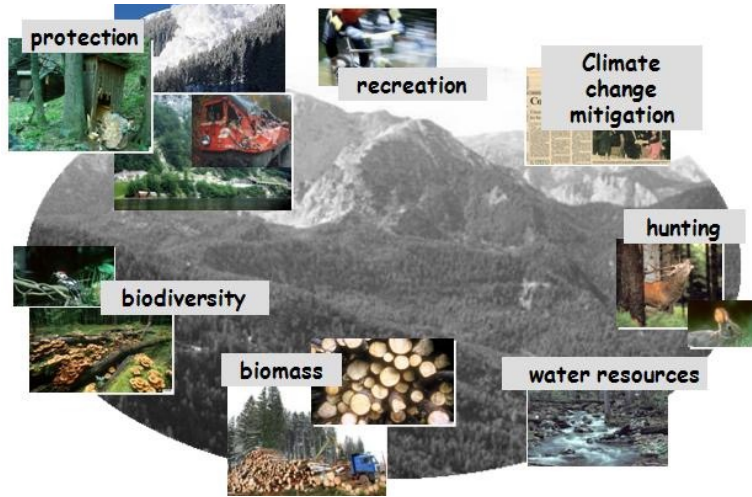 protection
recreation
Climate
change
mitigation
hunting
biodiversity
biomass
water resources